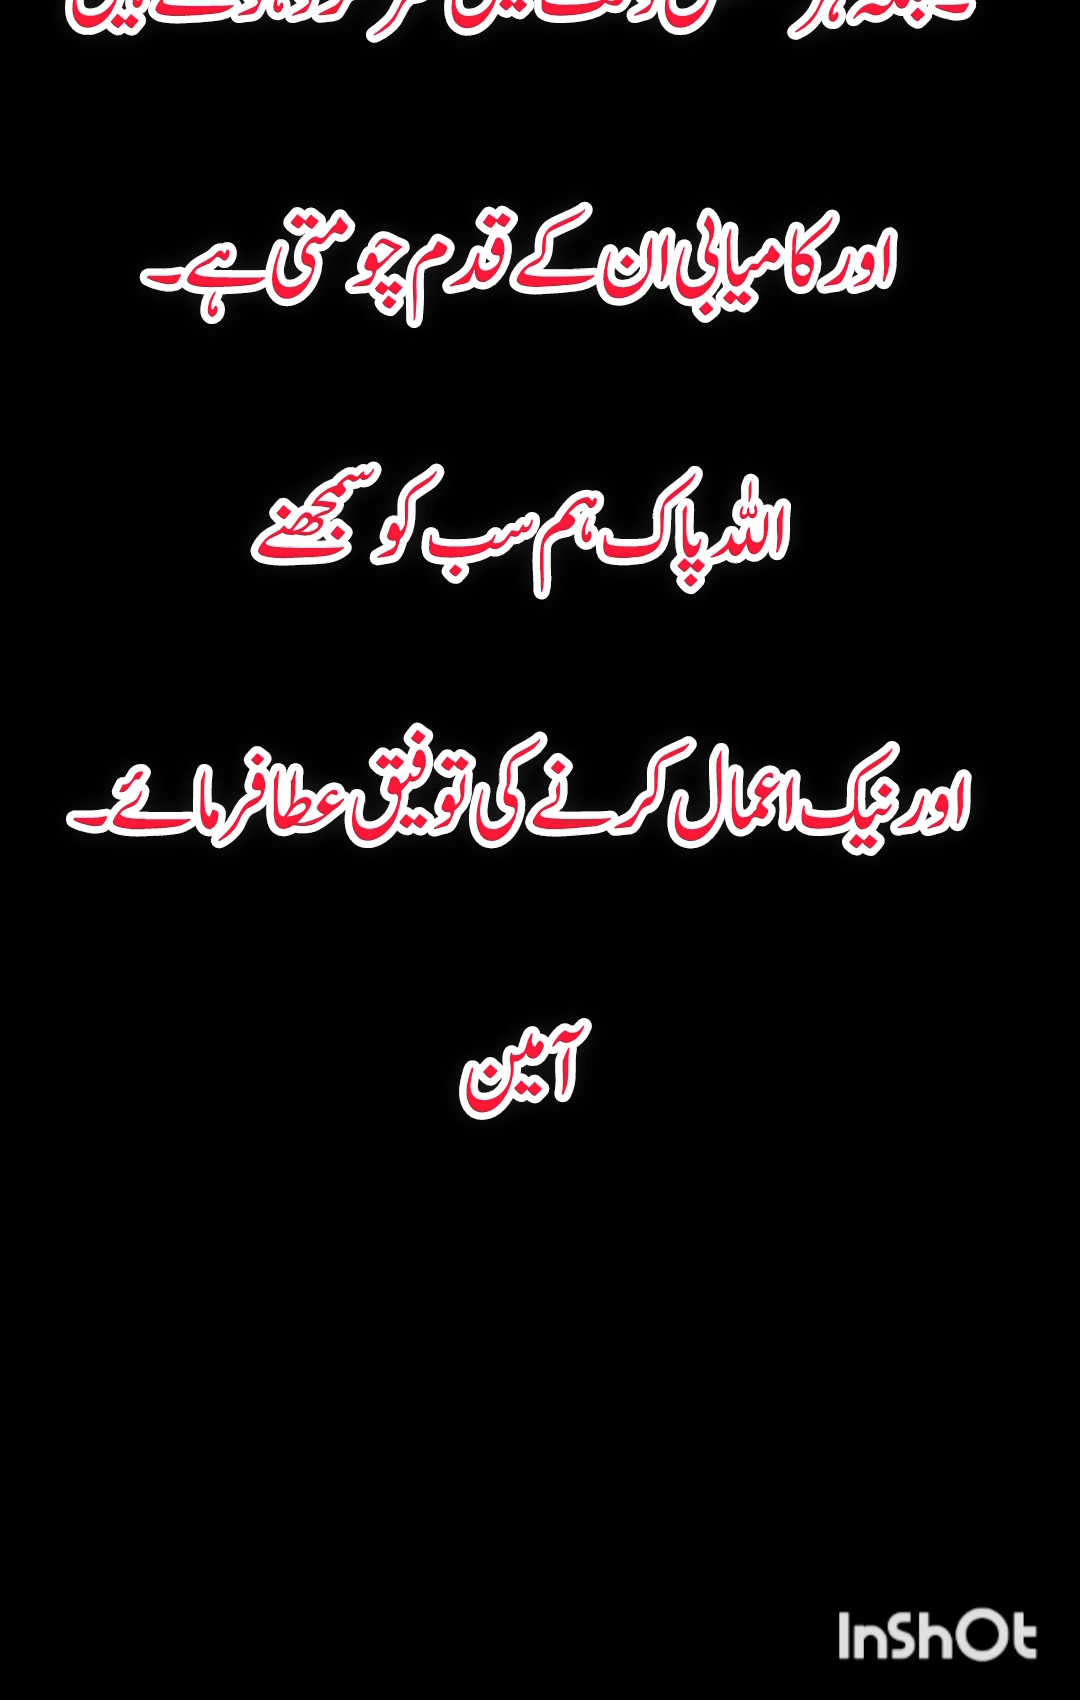 اور کامیابی ان کے قدم چومتی ہے۔
اللہ پاک ہم سب کو سمجھنے
اور نیک اعمال کرنے کی توفیق عطا فرمائے۔
آمین
InShOt